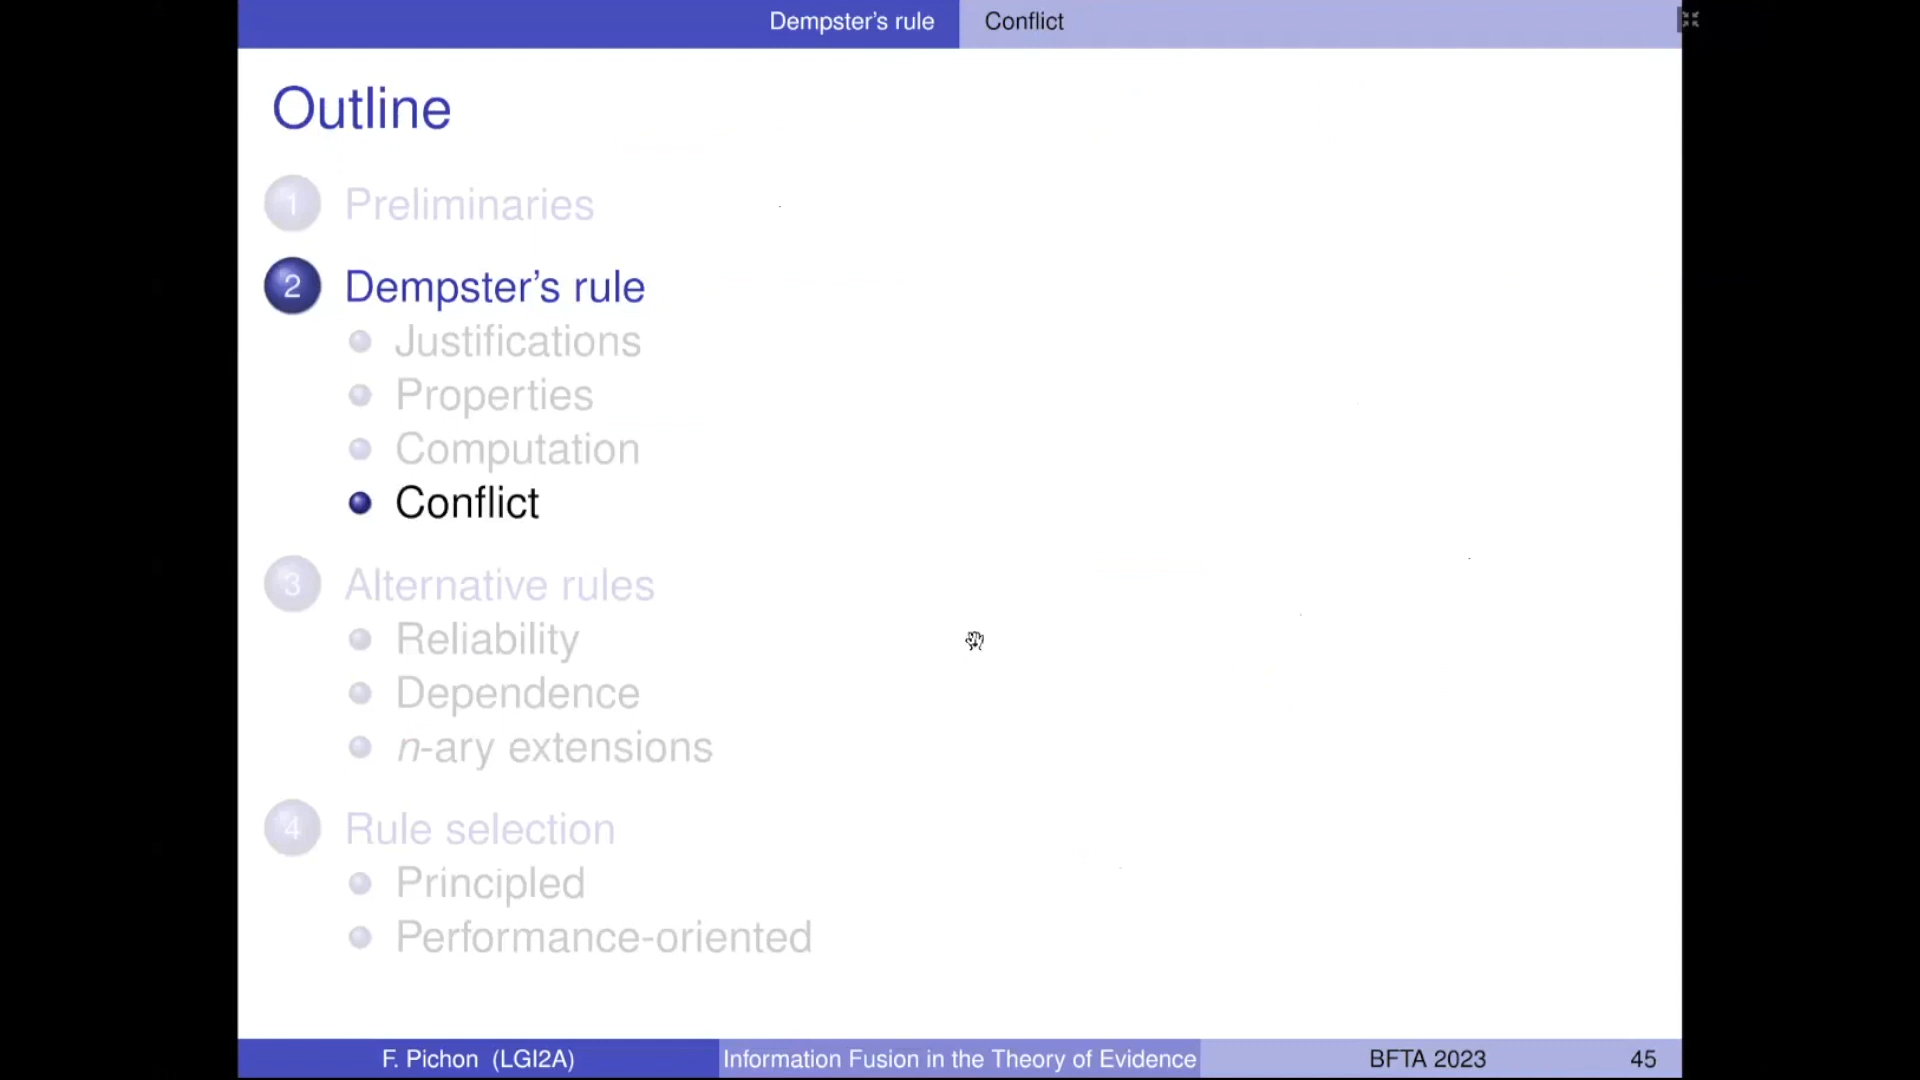 Dempster's rule Conflict
Outline
1 Preliminaries
2 Dempster's rule
Justifications
Properties
Computation
Conflict
3 Alternative rules
Reliability
Dependence
n-ary extensions
4 Rule selection
Principled
Performance-oriented
F. Pichon (LGI2A) Information Fusion in the Theory of Evidence BFTA 2023 45